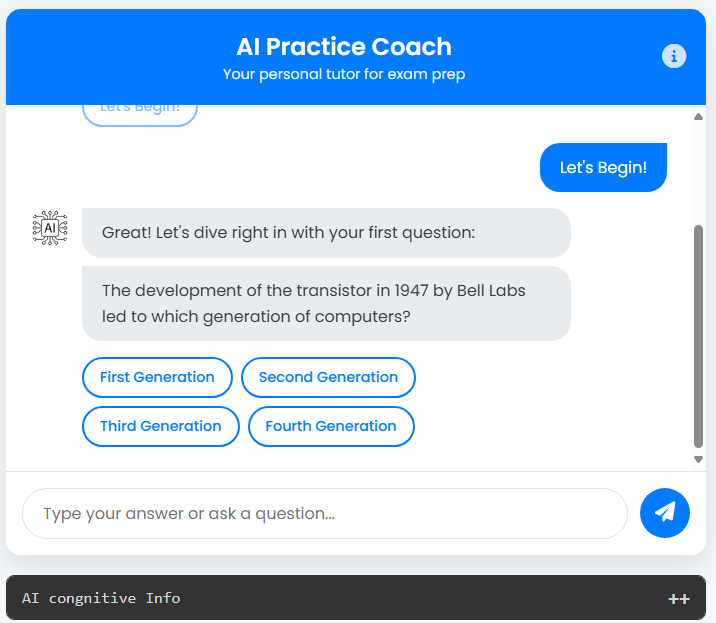 AI Practice Coach
Your personal tutor for exam prep
i
Let's Begin!
Let's Begin!
AI
Great! Let's dive right in with your first question:
The development of the transistor in 1947 by Bell Labs
led to which generation of computers?
First Generation
Second Generation
Third Generation
Fourth Generation
Type your answer or ask a question...
AI congnitive Info
++